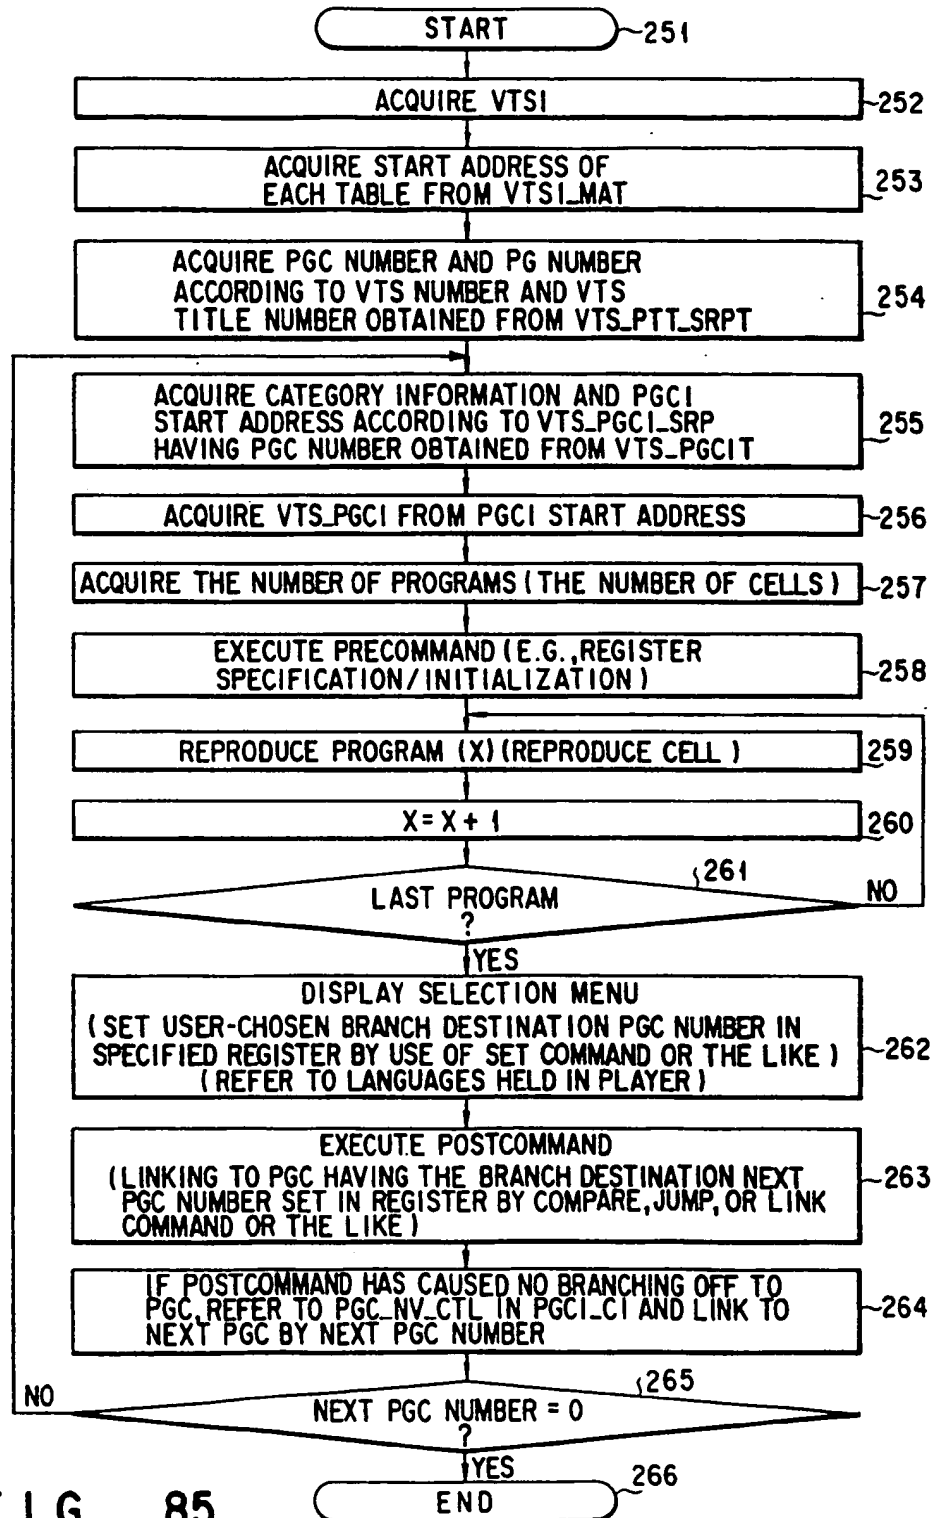 START
251
ACQUIRE VTSI
252
ACQUIRE START ADDRESS OF
EACH TABLE FROM VTSI_MAT
253
ACQUIRE PGC NUMBER AND PG NUMBER
ACCORDING TO VTS NUMBER AND VTS
TITLE NUMBER OBTAINED FROM VTS_PTT_SRPT
254
ACQUIRE CATEGORY INFORMATION AND PGCI
START ADDRESS ACCORDING TO VTS_PGCI_SRP
HAVING PGC NUMBER OBTAINED FROM VTS_PGCIT
255
ACQUIRE VTS_PGCI FROM PGCI START ADDRESS
256
ACQUIRE THE NUMBER OF PROGRAMS (THE NUMBER OF CELLS)
257
EXECUTE PRECOMMAND (E.G.,REGISTER
SPECIFICATION/INITIALIZATION)
258
REPRODUCE PROGRAM (X) (REPRODUCE CELL)
259
X = X + 1
260
261
LAST PROGRAM
?
NO
YES
DISPLAY SELECTION MENU
(SET USER-CHOSEN BRANCH DESTINATION PGC NUMBER IN
SPECIFIED REGISTER BY USE OF SET COMMAND OR THE LIKE)
(REFER TO LANGUAGES HELD IN PLAYER)
262
EXECUTE POSTCOMMAND
(LINKING TO PGC HAVING THE BRANCH DESTINATION NEXT
PGC NUMBER SET IN REGISTER BY COMPARE, JUMP, OR LINK
COMMAND OR THE LIKE)
263
IF POSTCOMMAND HAS CAUSED NO BRANCHING OFF TO
PGC, REFER TO PGC_NV_CTL IN PGCI_CI AND LINK TO
NEXT PGC BY NEXT PGC NUMBER
264
265
NO
NEXT PGC NUMBER = 0
?
YES
266
END
FIG. 85